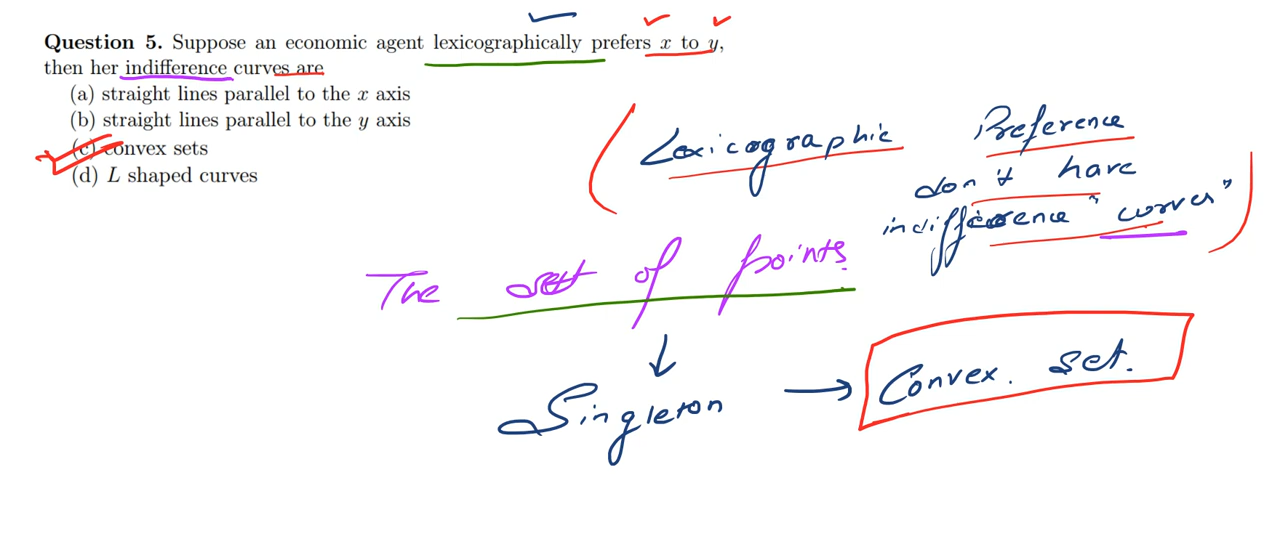 Question 5. Suppose an economic agent lexicographically prefers x to y,
then her indifference curves are
(a) straight lines parallel to the x axis
(b) straight lines parallel to the y axis
(c) convex sets
(d) L shaped curves
Lexicographic Preference
don't have
indifference "curves"
The set of points.
Singleton → Convex. set.